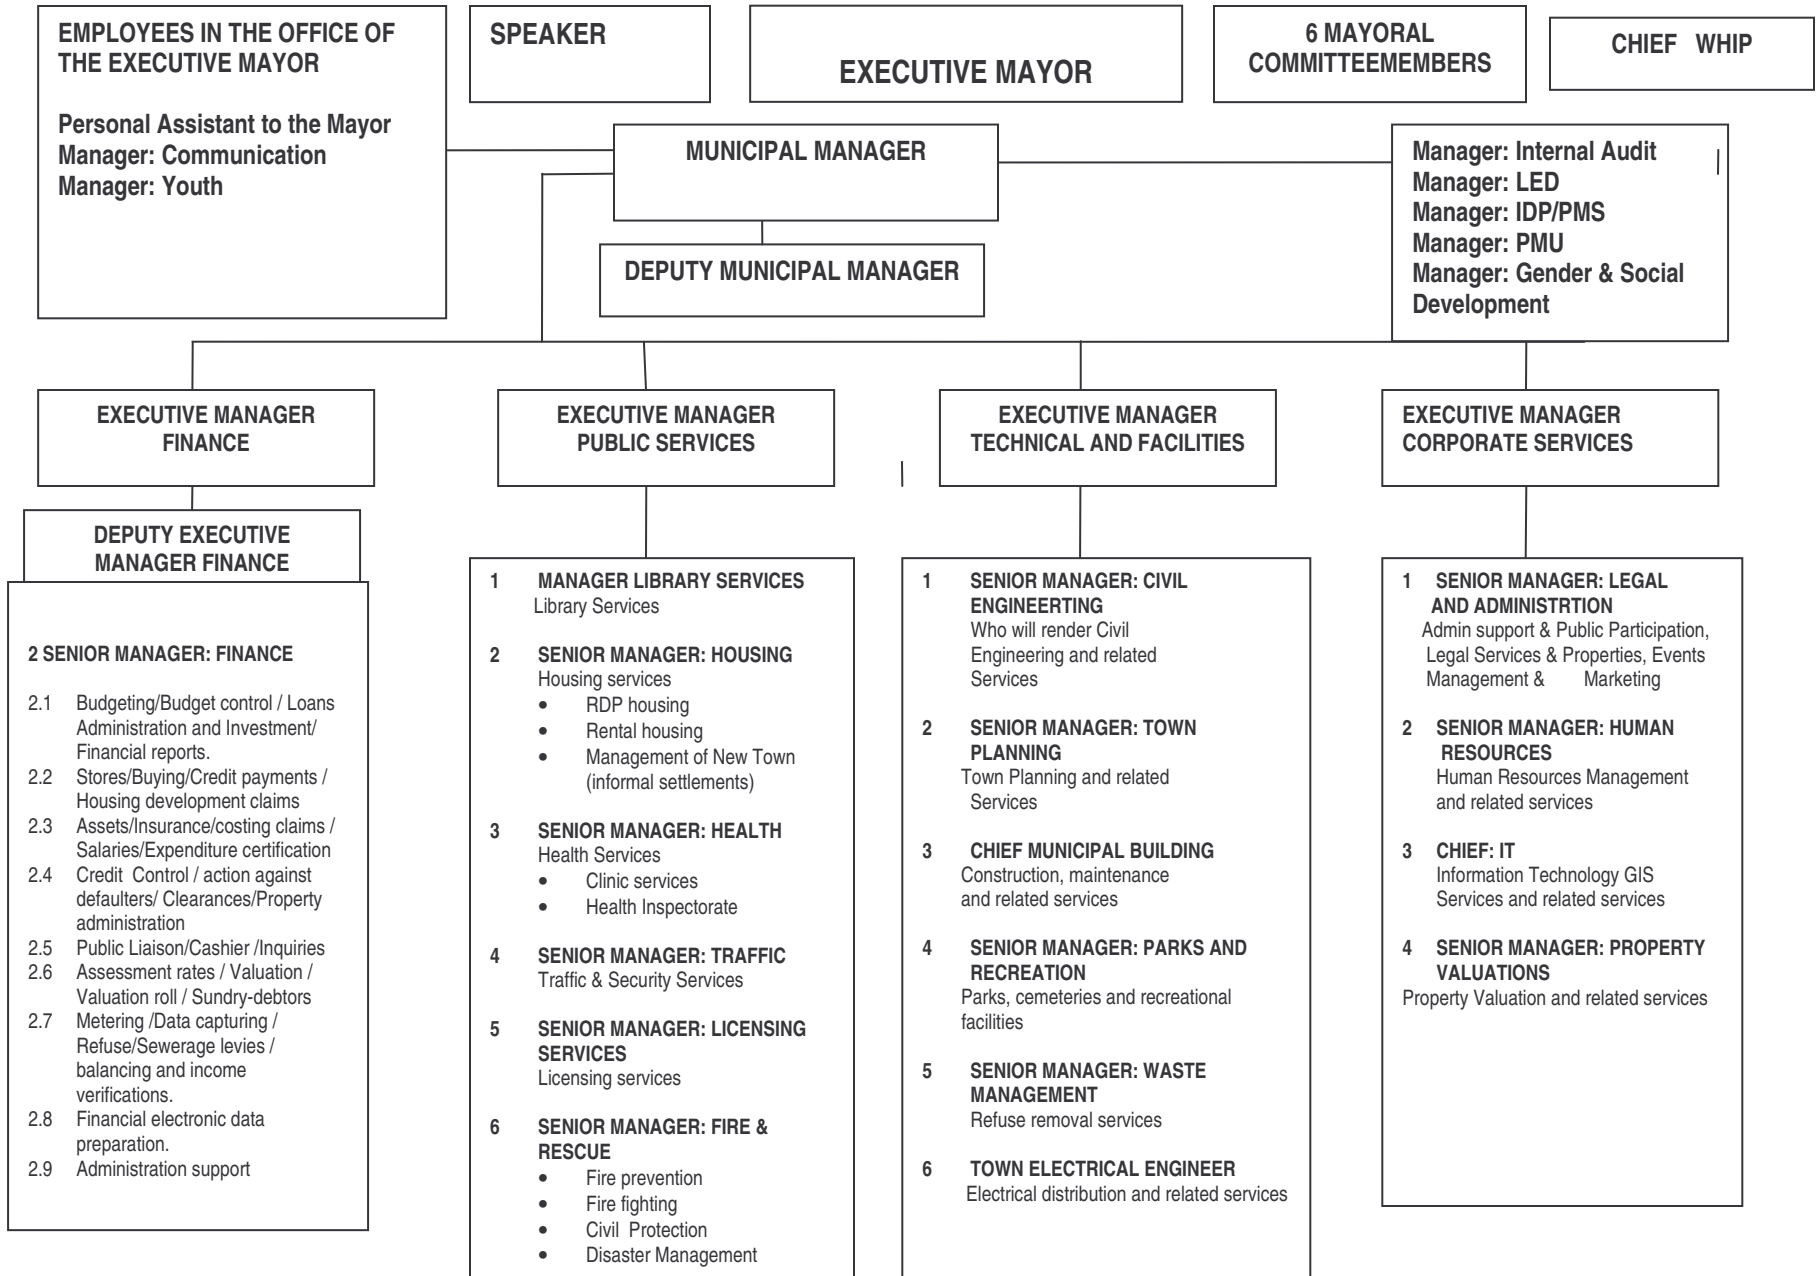 EMPLOYEES IN THE OFFICE OF
THE EXECUTIVE MAYOR
Personal Assistant to the Mayor
Manager: Communication
Manager: Youth
SPEAKER
EXECUTIVE MAYOR
6 MAYORAL
COMMITTEEMEMBERS
CHIEF WHIP
MUNICIPAL MANAGER
Manager: Internal Audit
Manager: LED
Manager: IDP/PMS
Manager: PMU
Manager: Gender & Social
Development
DEPUTY MUNICIPAL MANAGER
EXECUTIVE MANAGER
FINANCE
EXECUTIVE MANAGER
PUBLIC SERVICES
EXECUTIVE MANAGER
TECHNICAL AND FACILITIES
EXECUTIVE MANAGER
CORPORATE SERVICES
DEPUTY EXECUTIVE
MANAGER FINANCE
2 SENIOR MANAGER: FINANCE
2.1 Budgeting/Budget control / Loans
Administration and Investment/
Financial reports.
2.2 Stores/Buying/Credit payments /
Housing development claims
2.3 Assets/Insurance/costing claims /
Salaries/Expenditure certification
2.4 Credit Control / action against
defaulters/ Clearances/Property
administration
2.5 Public Liaison/Cashier /Inquiries
2.6 Assessment rates / Valuation /
Valuation roll / Sundry-debtors
2.7 Metering /Data capturing /
Refuse/Sewerage levies /
balancing and income
verifications.
2.8 Financial electronic data
preparation.
2.9 Administration support
1 MANAGER LIBRARY SERVICES
Library Services
2 SENIOR MANAGER: HOUSING
Housing services
• RDP housing
• Rental housing
• Management of New Town
(informal settlements)
3 SENIOR MANAGER: HEALTH
Health Services
• Clinic services
• Health Inspectorate
4 SENIOR MANAGER: TRAFFIC
Traffic & Security Services
5 SENIOR MANAGER: LICENSING
SERVICES
Licensing services
6 SENIOR MANAGER: FIRE &
RESCUE
• Fire prevention
• Fire fighting
• Civil Protection
• Disaster Management
1 SENIOR MANAGER: CIVIL
ENGINEERTING
Who will render Civil
Engineering and related
Services
2 SENIOR MANAGER: TOWN
PLANNING
Town Planning and related
Services
3 CHIEF MUNICIPAL BUILDING
Construction, maintenance
and related services
4 SENIOR MANAGER: PARKS AND
RECREATION
Parks, cemeteries and recreational
facilities
5 SENIOR MANAGER: WASTE
MANAGEMENT
Refuse removal services
6 TOWN ELECTRICAL ENGINEER
Electrical distribution and related services
1 SENIOR MANAGER: LEGAL
AND ADMINISTRTION
Admin support & Public Participation,
Legal Services & Properties, Events
Management & Marketing
2 SENIOR MANAGER: HUMAN
RESOURCES
Human Resources Management
and related services
3 CHIEF: IT
Information Technology GIS
Services and related services
4 SENIOR MANAGER: PROPERTY
VALUATIONS
Property Valuation and related services